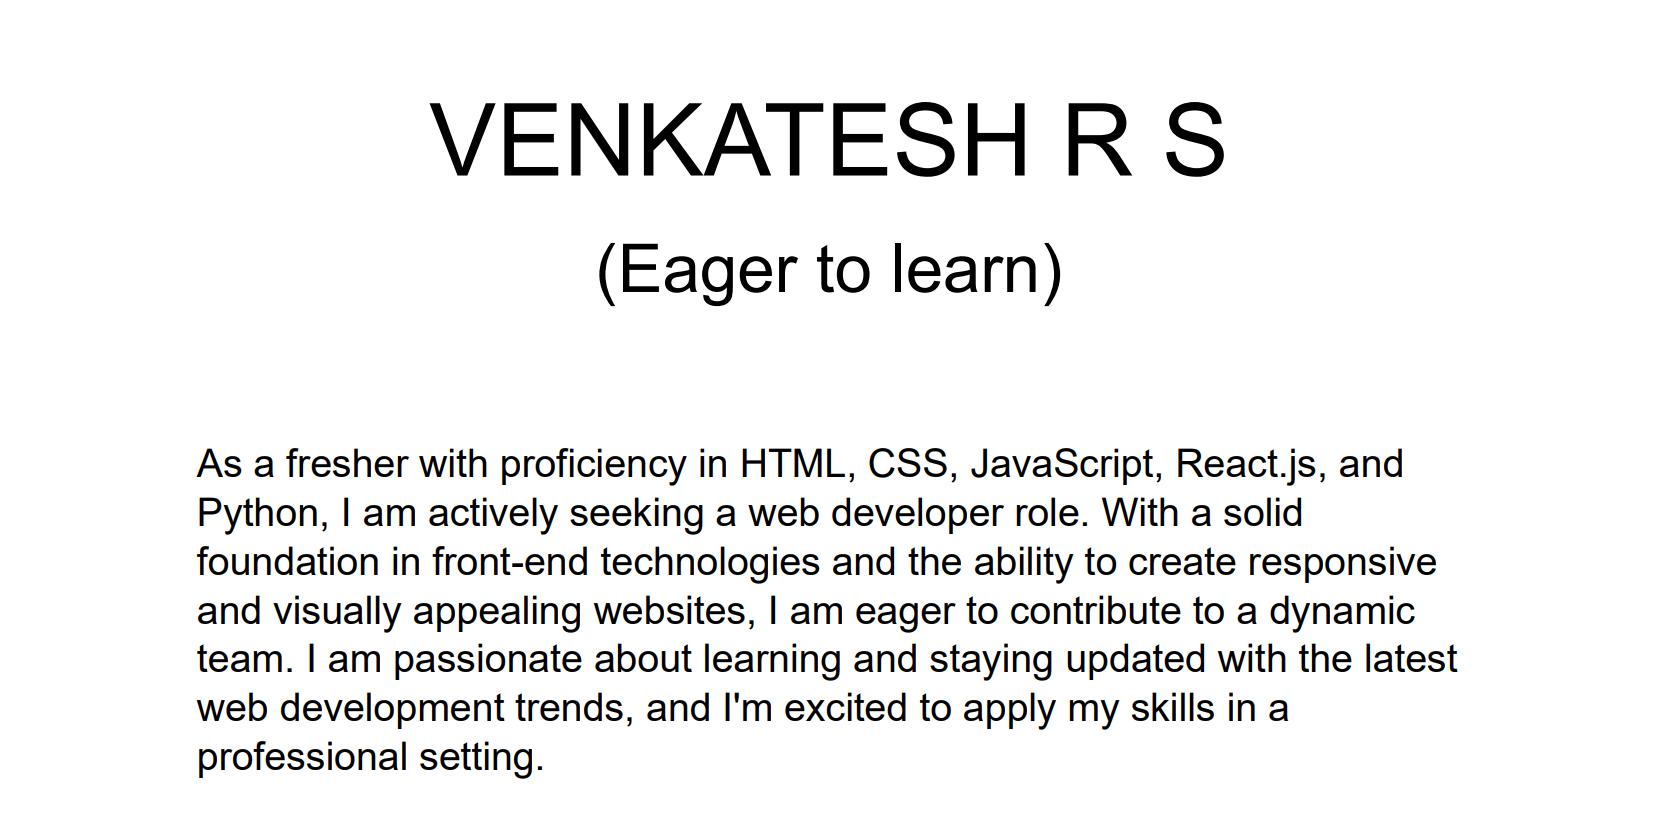 VENKATESH R S
(Eager to learn)
As a fresher with proficiency in HTML, CSS, JavaScript, React.js, and
Python, I am actively seeking a web developer role. With a solid
foundation in front-end technologies and the ability to create responsive
and visually appealing websites, I am eager to contribute to a dynamic
team. I am passionate about learning and staying updated with the latest
web development trends, and I'm excited to apply my skills in a
professional setting.